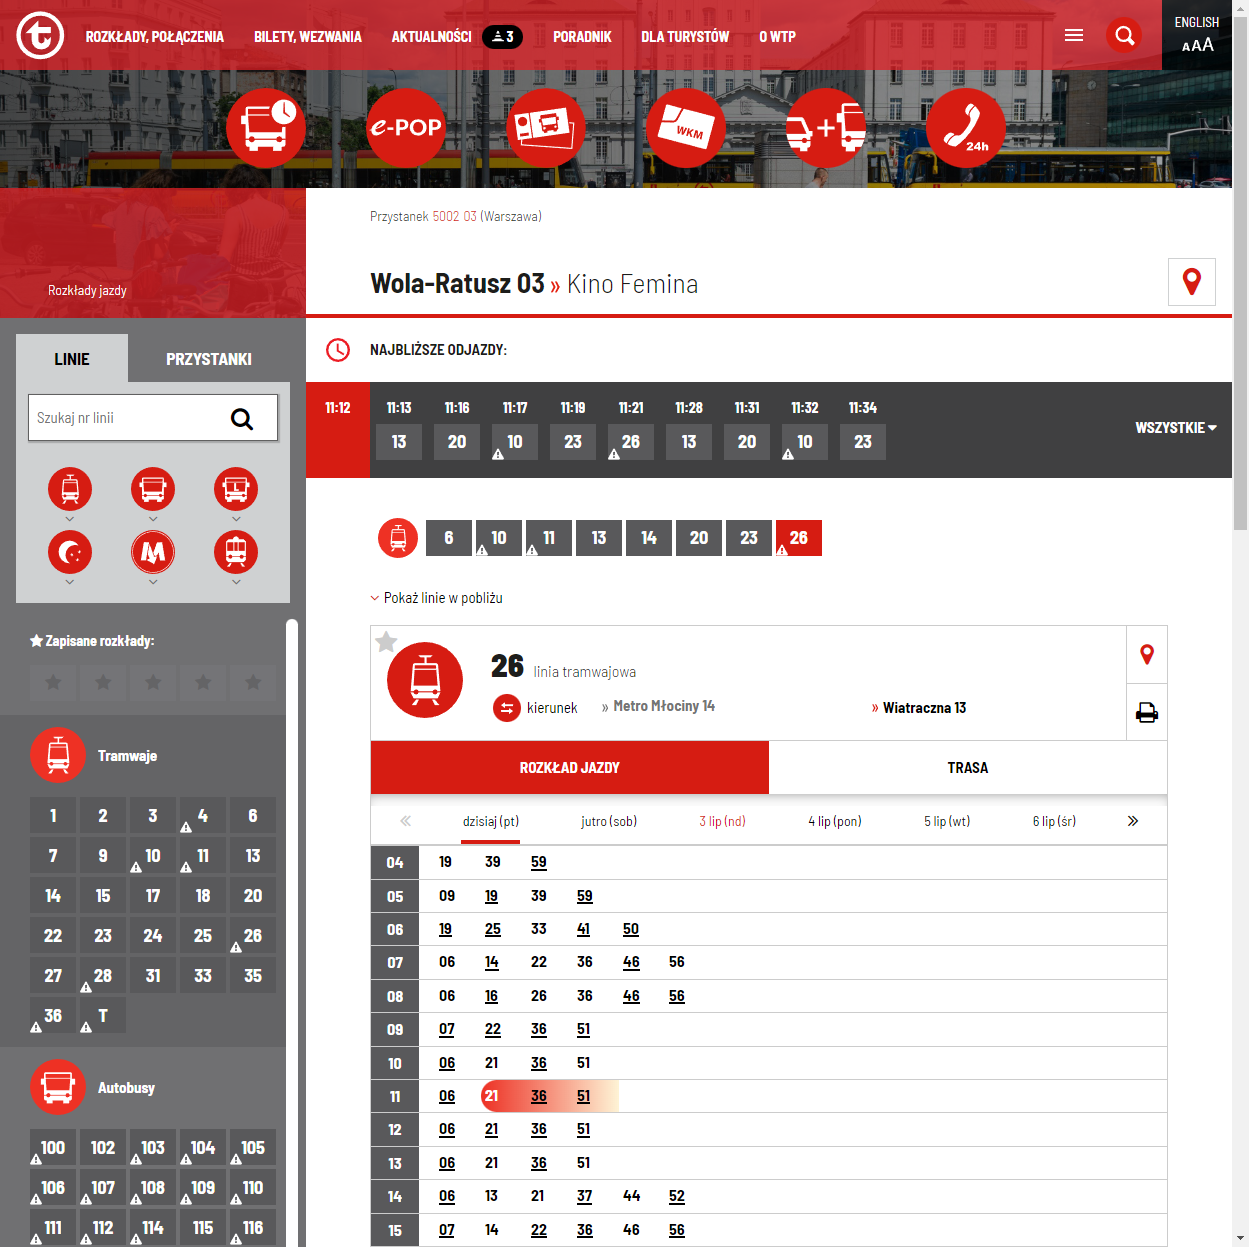 ROZKŁADY, POŁĄCZENIA BILETY, WEZWANIA AKTUALNOŚCI 3 PORADNIK DLA TURYSTÓW O WTP
ENGLISH
AAA
e-POP
WKM
+
24h
Przystanek 5002 03 (Warszawa)
Wola-Ratusz 03 » Kino Femina
Rozkłady jazdy
LINIE PRZYSTANKI
Szukaj nr linii
L
M
Zapisane rozkłady:
Tramwaje
1 2 3 4 6
7 9 10 11 13
14 15 17 18 20
22 23 24 25 26
27 28 31 33 35
36 T
Autobusy
100 102 103 104 105
106 107 108 109 110
111 112 114 115 116
NAJBLIŻSZE ODJAZDY:
11:12 11:13 11:16 11:17 11:19 11:21 11:28 11:31 11:32 11:34
13 20 10 23 26 13 20 10 23
WSZYSTKIE
6 10 11 13 14 20 23 26
Pokaż linie w pobliżu
26 linia tramwajowa
kierunek » Metro Młociny 14 » Wiatraczna 13
ROZKŁAD JAZDY TRASA
« dzisiaj (pt) jutro (sob) 3 lip (nd) 4 lip (pon) 5 lip (wt) 6 lip (śr) »
04 19 39 59
05 09 19 39 59
06 19 25 33 41 50
07 06 14 22 36 46 56
08 06 16 26 36 46 56
09 07 22 36 51
10 06 21 36 51
11 06 21 36 51
12 06 21 36 51
13 06 21 36 51
14 06 13 21 37 44 52
15 07 14 22 36 46 56